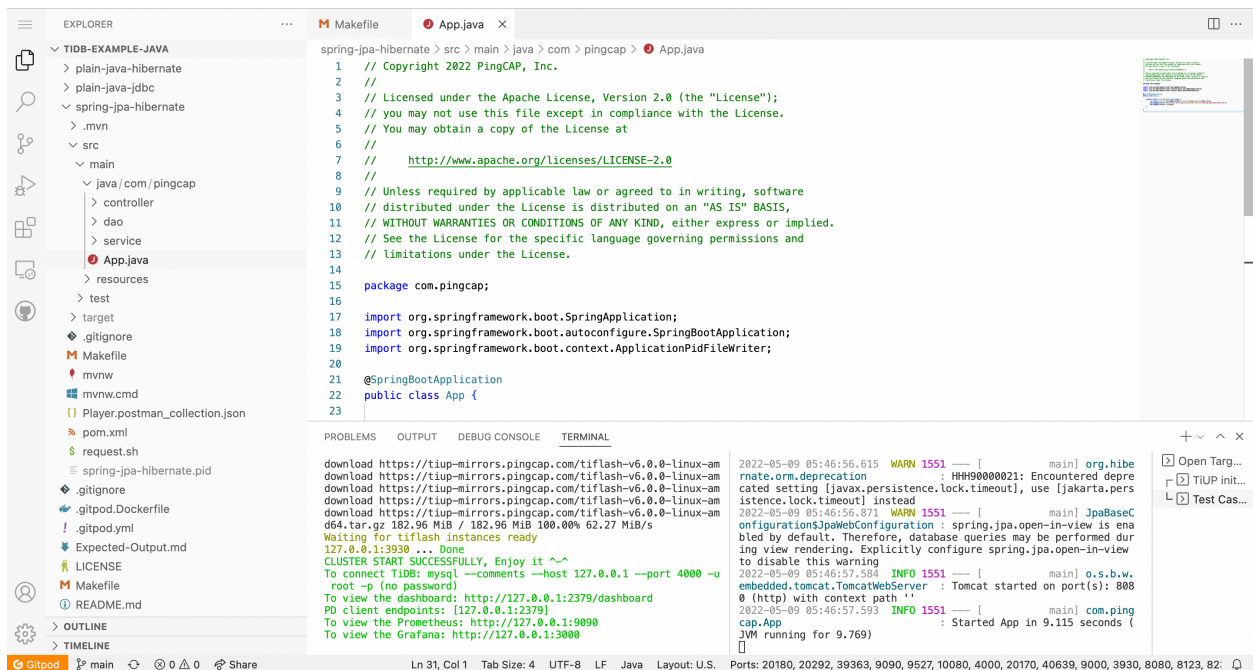 EXPLORER
TIDB-EXAMPLE-JAVA
plain-java-hibernate
plain-java-jdbc
spring-jpa-hibernate
.mvn
src
main
java/com/pingcap
controller
dao
service
App.java
resources
test
target
.gitignore
Makefile
mvnw
mvnw.cmd
Player.postman_collection.json
pom.xml
request.sh
spring-jpa-hibernate.pid
.gitignore
.gitpod.Dockerfile
.gitpod.yml
Expected-Output.md
LICENSE
Makefile
README.md
OUTLINE
TIMELINE
Makefile
App.java
spring-jpa-hibernate > src > main > java > com > pingcap > App.java
1 // Copyright 2022 PingCAP, Inc.
2 //
3 // Licensed under the Apache License, Version 2.0 (the "License");
4 // you may not use this file except in compliance with the License.
5 // You may obtain a copy of the License at
6 //
7 //     http://www.apache.org/licenses/LICENSE-2.0
8 //
9 // Unless required by applicable law or agreed to in writing, software
10 // distributed under the License is distributed on an "AS IS" BASIS,
11 // WITHOUT WARRANTIES OR CONDITIONS OF ANY KIND, either express or implied.
12 // See the License for the specific language governing permissions and
13 // limitations under the License.
14
15 package com.pingcap;
16
17 import org.springframework.boot.SpringApplication;
18 import org.springframework.boot.autoconfigure.SpringBootApplication;
19 import org.springframework.boot.context.ApplicationPidFileWriter;
20
21 @SpringBootApplication
22 public class App {
23
PROBLEMS OUTPUT DEBUG CONSOLE TERMINAL
download https://tiup-mirrors.pingcap.com/tiflash-v6.0.0-linux-am
download https://tiup-mirrors.pingcap.com/tiflash-v6.0.0-linux-am
download https://tiup-mirrors.pingcap.com/tiflash-v6.0.0-linux-am
download https://tiup-mirrors.pingcap.com/tiflash-v6.0.0-linux-am
download https://tiup-mirrors.pingcap.com/tiflash-v6.0.0-linux-am
d64.tar.gz 182.96 MiB / 182.96 MiB 100.00% 62.27 MiB/s
Waiting for tiflash instances ready
127.0.0.1:3930 ... Done
CLUSTER START SUCCESSFULLY, Enjoy it ^-^
To connect TiDB: mysql --comments --host 127.0.0.1 --port 4000 -u
root -p (no password)
To view the dashboard: http://127.0.0.1:2379/dashboard
PD client endpoints: [127.0.0.1:2379]
To view the Prometheus: http://127.0.0.1:9090
To view the Grafana: http://127.0.0.1:3000
2022-05-09 05:46:56.615 WARN 1551 --- [ main] org.hibe
rnate.orm.deprecation : HHH90000021: Encountered depre
cated setting [javax.persistence.lock.timeout], use [jakarta.pers
istence.lock.timeout] instead
2022-05-09 05:46:56.871 WARN 1551 --- [ main] JpaBaseC
onfiguration$JpaWebConfiguration : spring.jpa.open-in-view is ena
bled by default. Therefore, database queries may be performed dur
ing view rendering. Explicitly configure spring.jpa.open-in-view
to disable this warning
2022-05-09 05:46:57.584 INFO 1551 --- [ main] o.s.b.w.
embedded.tomcat.TomcatWebServer : Tomcat started on port(s): 808
0 (http) with context path ''
2022-05-09 05:46:57.593 INFO 1551 --- [ main] com.ping
cap.App : Started App in 9.115 seconds (
JVM running for 9.769)
Open Targ...
TiUP init...
Test Cas...
Gitpod main 0 0 Share Ln 31, Col 1 Tab Size: 4 UTF-8 LF Java Layout: U.S. Ports: 20180, 20292, 39363, 9090, 9527, 10080, 4000, 20170, 40639, 9000, 3930, 8080, 8123, 82: